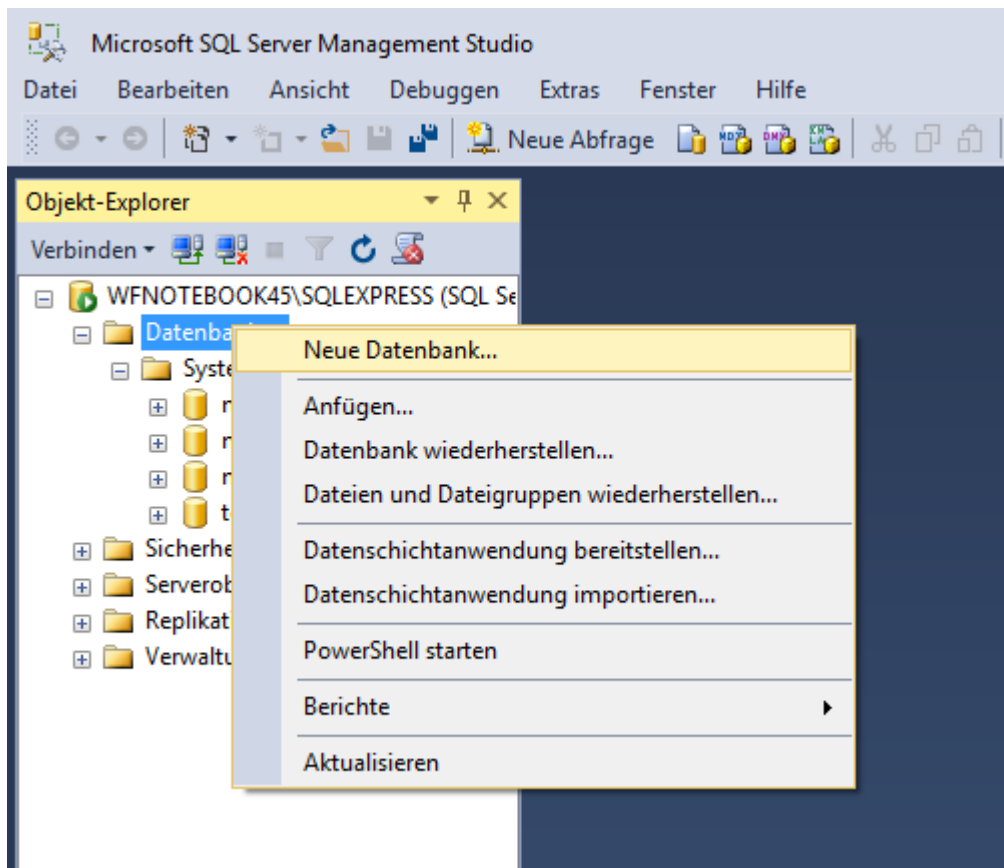 Microsoft SQL Server Management Studio
Datei Bearbeiten Ansicht Debuggen Extras Fenster Hilfe
Neue Abfrage
Objekt-Explorer
Verbinden
WFNOTEBOOK45\SQLEXPRESS (SQL Se
Datenba
Neue Datenbank...
Syste
Anfügen...
Datenbank wiederherstellen...
Dateien und Dateigruppen wiederherstellen...
Sicherhe
Datenschichtanwendung bereitstellen...
Serverob
Datenschichtanwendung importieren...
Replikat
Verwaltu
PowerShell starten
Berichte
Aktualisieren